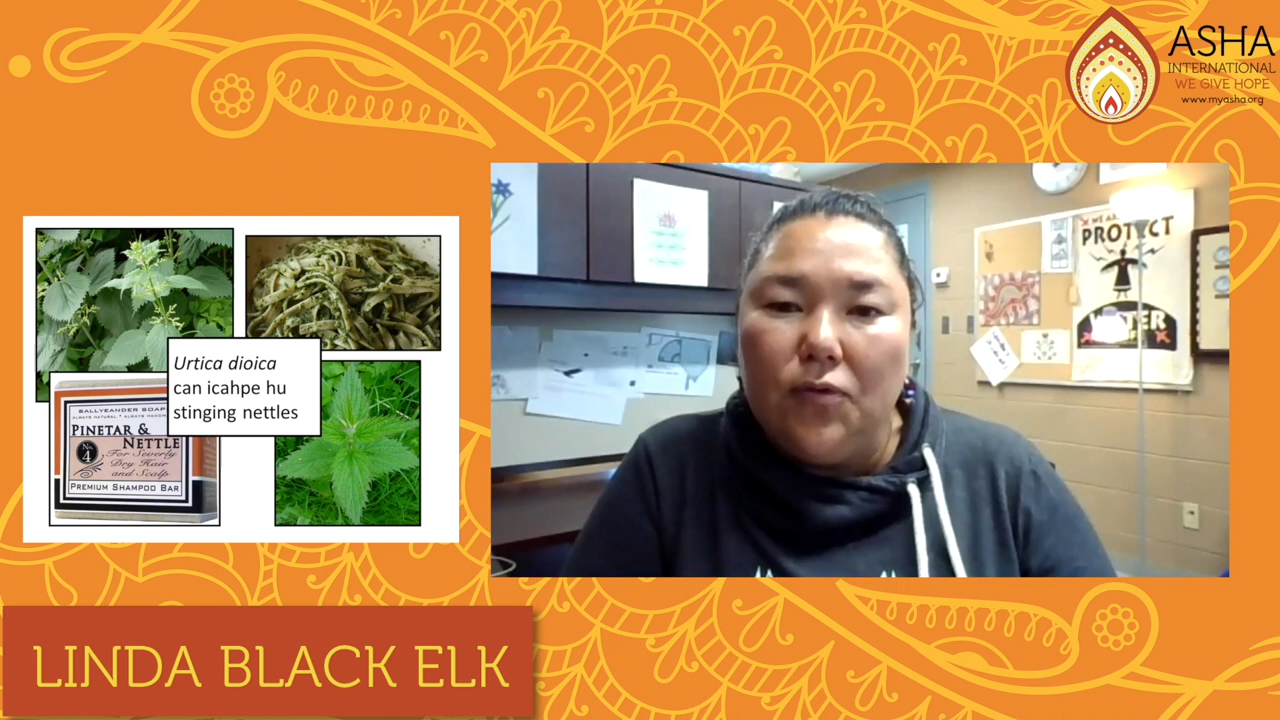 ASHA
INTERNATIONAL
WE GIVE HOPE
www.myasha.org
Urtica dioica
can icahpe hu
stinging nettles
BALLYEANDER SOAP
PINETAR &
NETTLE
No.
4
For Severly
Dry Hair
and Scalp
PREMIUM SHAMPOO BAR
PROTECT
WATER
LINDA BLACK ELK